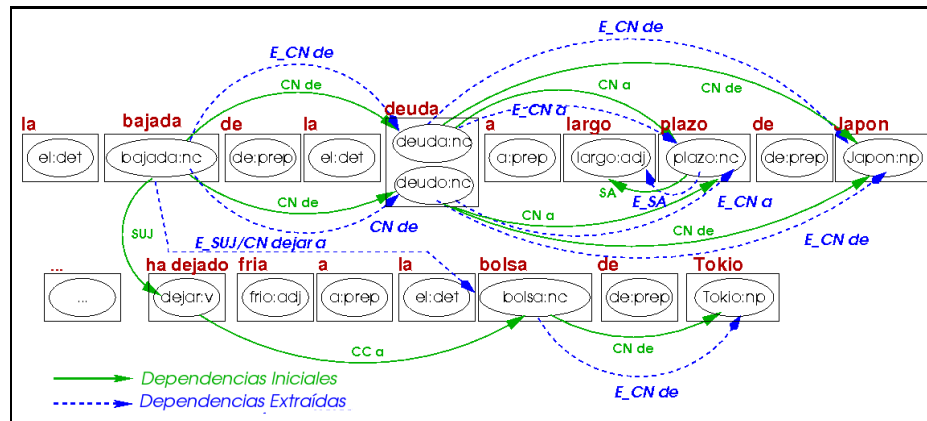 E_CN de
E_CN de
CN de
CN a
CN de
deuda
E_CN a
la bajada de la a largo plazo de Japon
el:det bajada:nc de:prep el:det deuda:nc a:prep largo:adj plazo:nc de:prep Japon:np
deudo:nc
SA
E_SA
CN de
CN a
E_CN a
CN de
SUJ
CN de
E_CN de
E_SUJ/CN dejar a
... ha dejado fria a la bolsa de Tokio
... dejar:v frio:adj a:prep el:det bolsa:nc de:prep Tokio:np
CC a
CN de
E_CN de
Dependencias Iniciales
Dependencias Extraídas